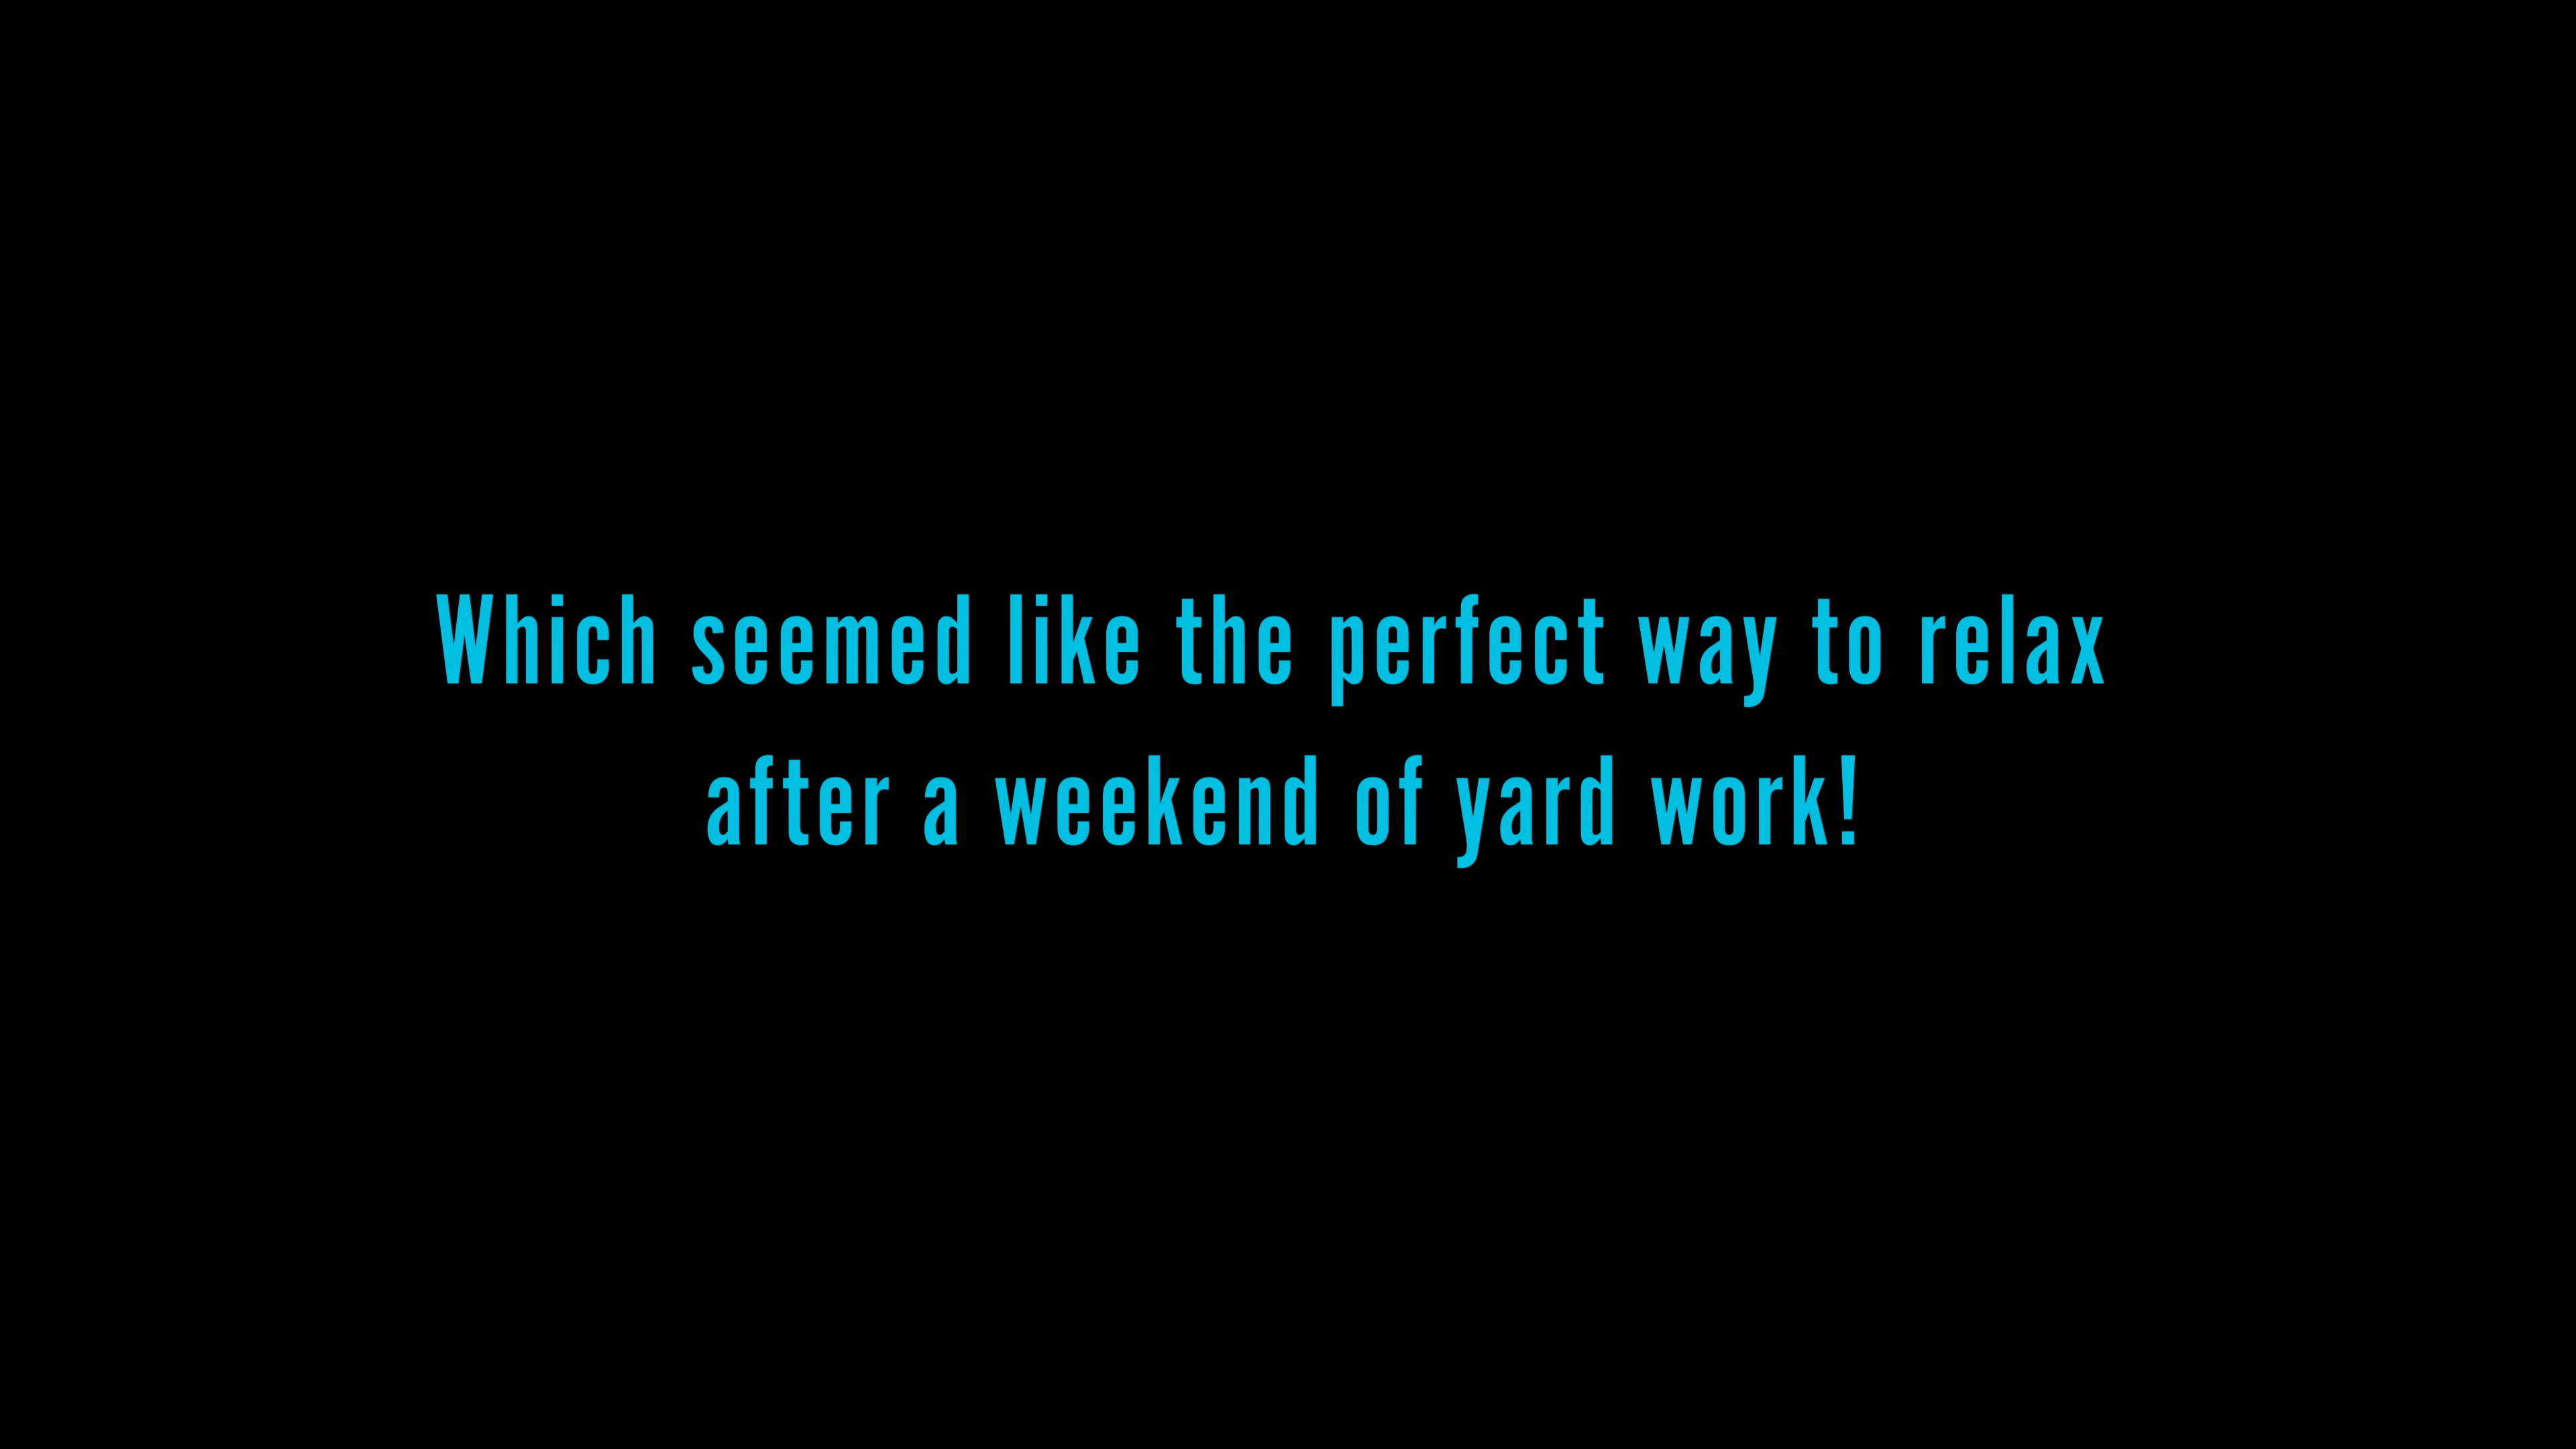 Which seemed like the perfect way to relax
after a weekend of yard work!